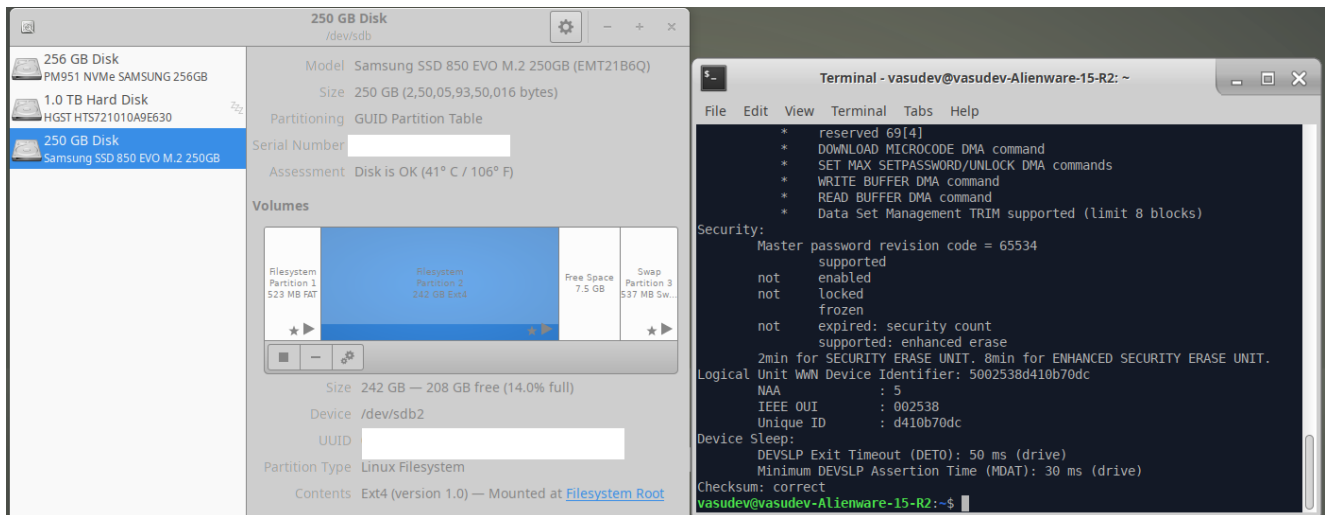 250 GB Disk
/dev/sdb
256 GB Disk
PM951 NVMe SAMSUNG 256GB
1.0 TB Hard Disk
HGST HTS721010A9E630
zzz
250 GB Disk
Samsung SSD 850 EVO M.2 250GB
Model Samsung SSD 850 EVO M.2 250GB (EMT21B6Q)
Size 250 GB (2,50,05,93,50,016 bytes)
Partitioning GUID Partition Table
Serial Number
Assessment Disk is OK (41° C / 106° F)
Volumes
Filesystem
Partition 1
523 MB FAT
Filesystem
Partition 2
242 GB Ext4
Free Space
7.5 GB
Swap
Partition 3
537 MB Sw...
Size 242 GB — 208 GB free (14.0% full)
Device /dev/sdb2
UUID
Partition Type Linux Filesystem
Contents Ext4 (version 1.0) — Mounted at Filesystem Root
Terminal - vasudev@vasudev-Alienware-15-R2: ~
File Edit View Terminal Tabs Help
* reserved 69[4]
* DOWNLOAD MICROCODE DMA command
* SET MAX SETPASSWORD/UNLOCK DMA commands
* WRITE BUFFER DMA command
* READ BUFFER DMA command
* Data Set Management TRIM supported (limit 8 blocks)
Security:
Master password revision code = 65534
supported
not enabled
not locked
frozen
not expired: security count
supported: enhanced erase
2min for SECURITY ERASE UNIT. 8min for ENHANCED SECURITY ERASE UNIT.
Logical Unit WWN Device Identifier: 5002538d410b70dc
NAA : 5
IEEE OUI : 002538
Unique ID : d410b70dc
Device Sleep:
DEVSLP Exit Timeout (DETO): 50 ms (drive)
Minimum DEVSLP Assertion Time (MDAT): 30 ms (drive)
Checksum: correct
vasudev@vasudev-Alienware-15-R2:~$